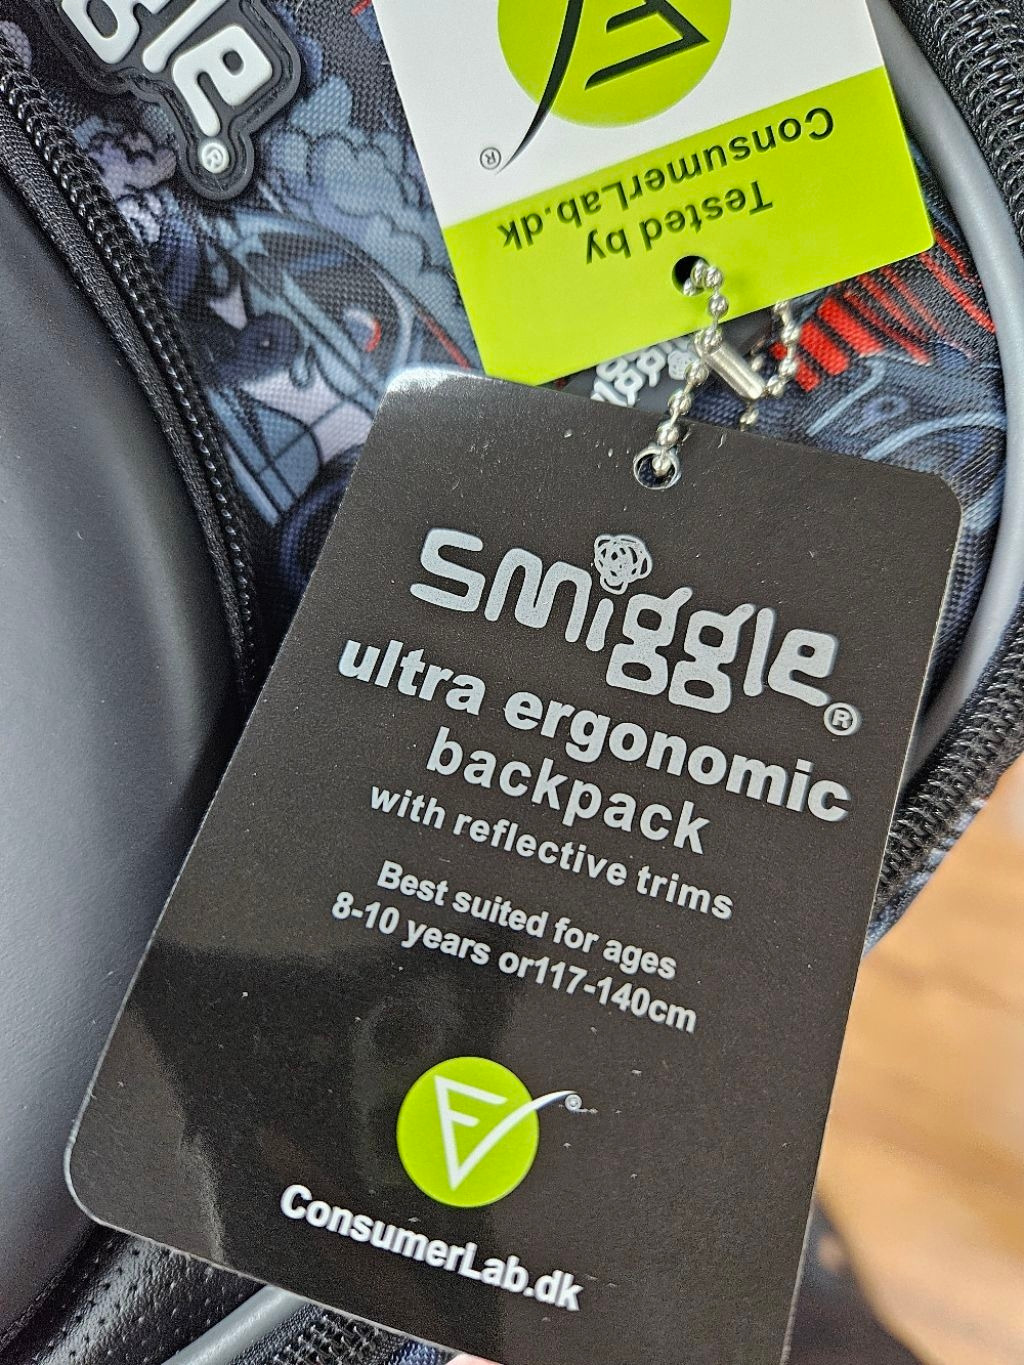 Tested by
ConsumerLab.dk
smiggle®
ultra ergonomic
backpack
with reflective trims
Best suited for ages
8-10 years or117-140cm
ConsumerLab.dk